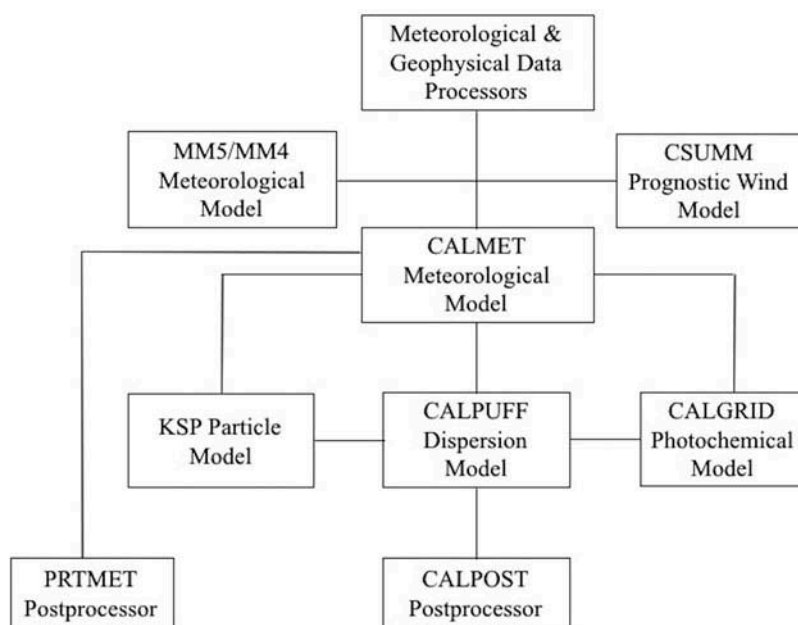 Meteorological &
Geophysical Data
Processors
MM5/MM4
Meteorological
Model
CSUMM
Prognostic Wind
Model
CALMET
Meteorological
Model
KSP Particle
Model
CALPUFF
Dispersion
Model
CALGRID
Photochemical
Model
PRTMET
Postprocessor
CALPOST
Postprocessor